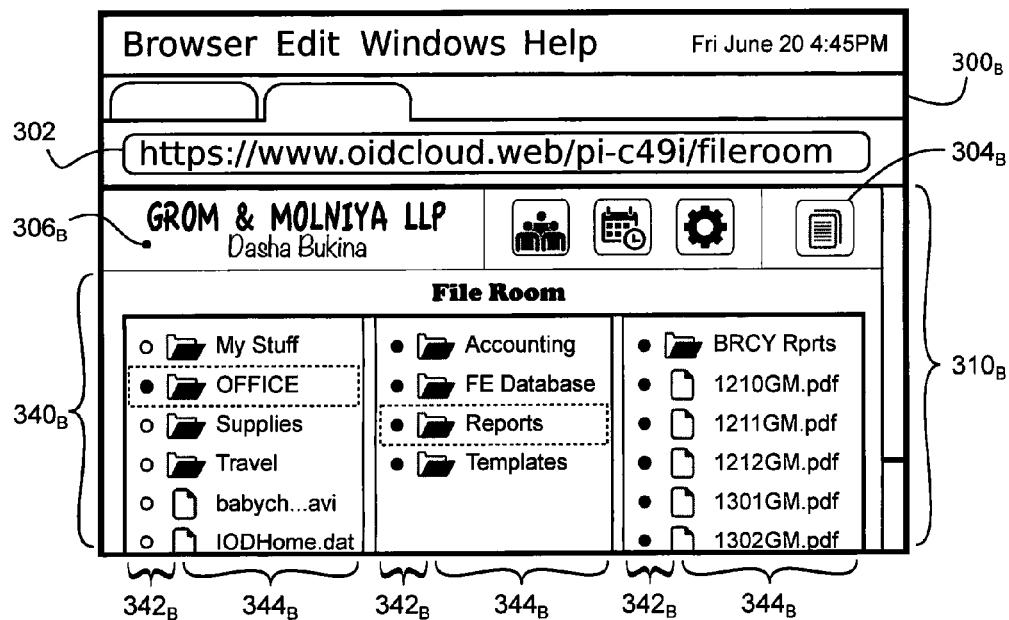 Browser Edit Windows Help Fri June 20 4:45PM
300B
302
https://www.oidcloud.web/pi-c49i/fileroom
304B
GROM & MOLNIYA LLP
306B
Dasha Bukina
File Room
My Stuff Accounting BRCY Rprts
310B
OFFICE FE Database 1210GM.pdf
340B
Supplies Reports 1211GM.pdf
Travel Templates 1212GM.pdf
babych...avi 1301GM.pdf
IODHome.dat 1302GM.pdf
342B 344B 342B 344B 342B 344B